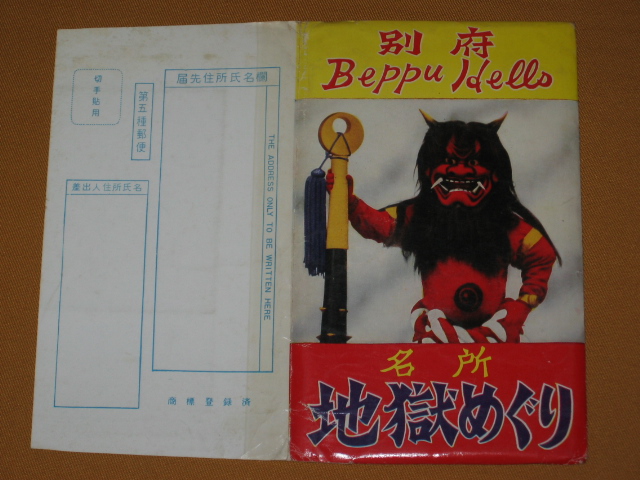 切手貼用
第五種郵便
届先住所氏名欄
THE ADDRESS ONLY TO BE WRITTEN HERE
差出人住所氏名
商標登録済
別府
Beppu Hells
名所
地獄めぐり